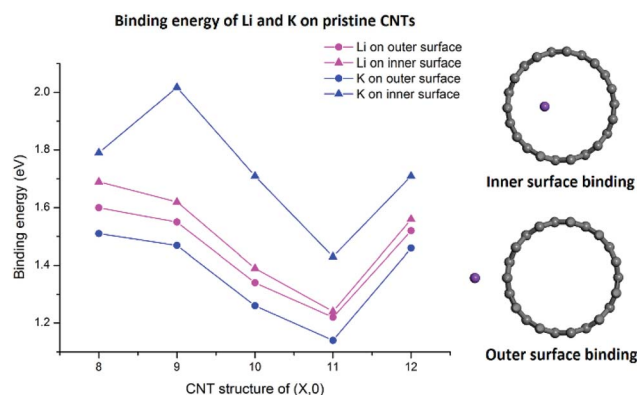 Binding energy of Li and K on pristine CNTs
Li on outer surface
Li on inner surface
K on outer surface
K on inner surface
Binding energy (eV)
2.0
1.8
1.6
1.4
1.2
8 9 10 11 12
CNT structure of (X,0)
Inner surface binding
Outer surface binding